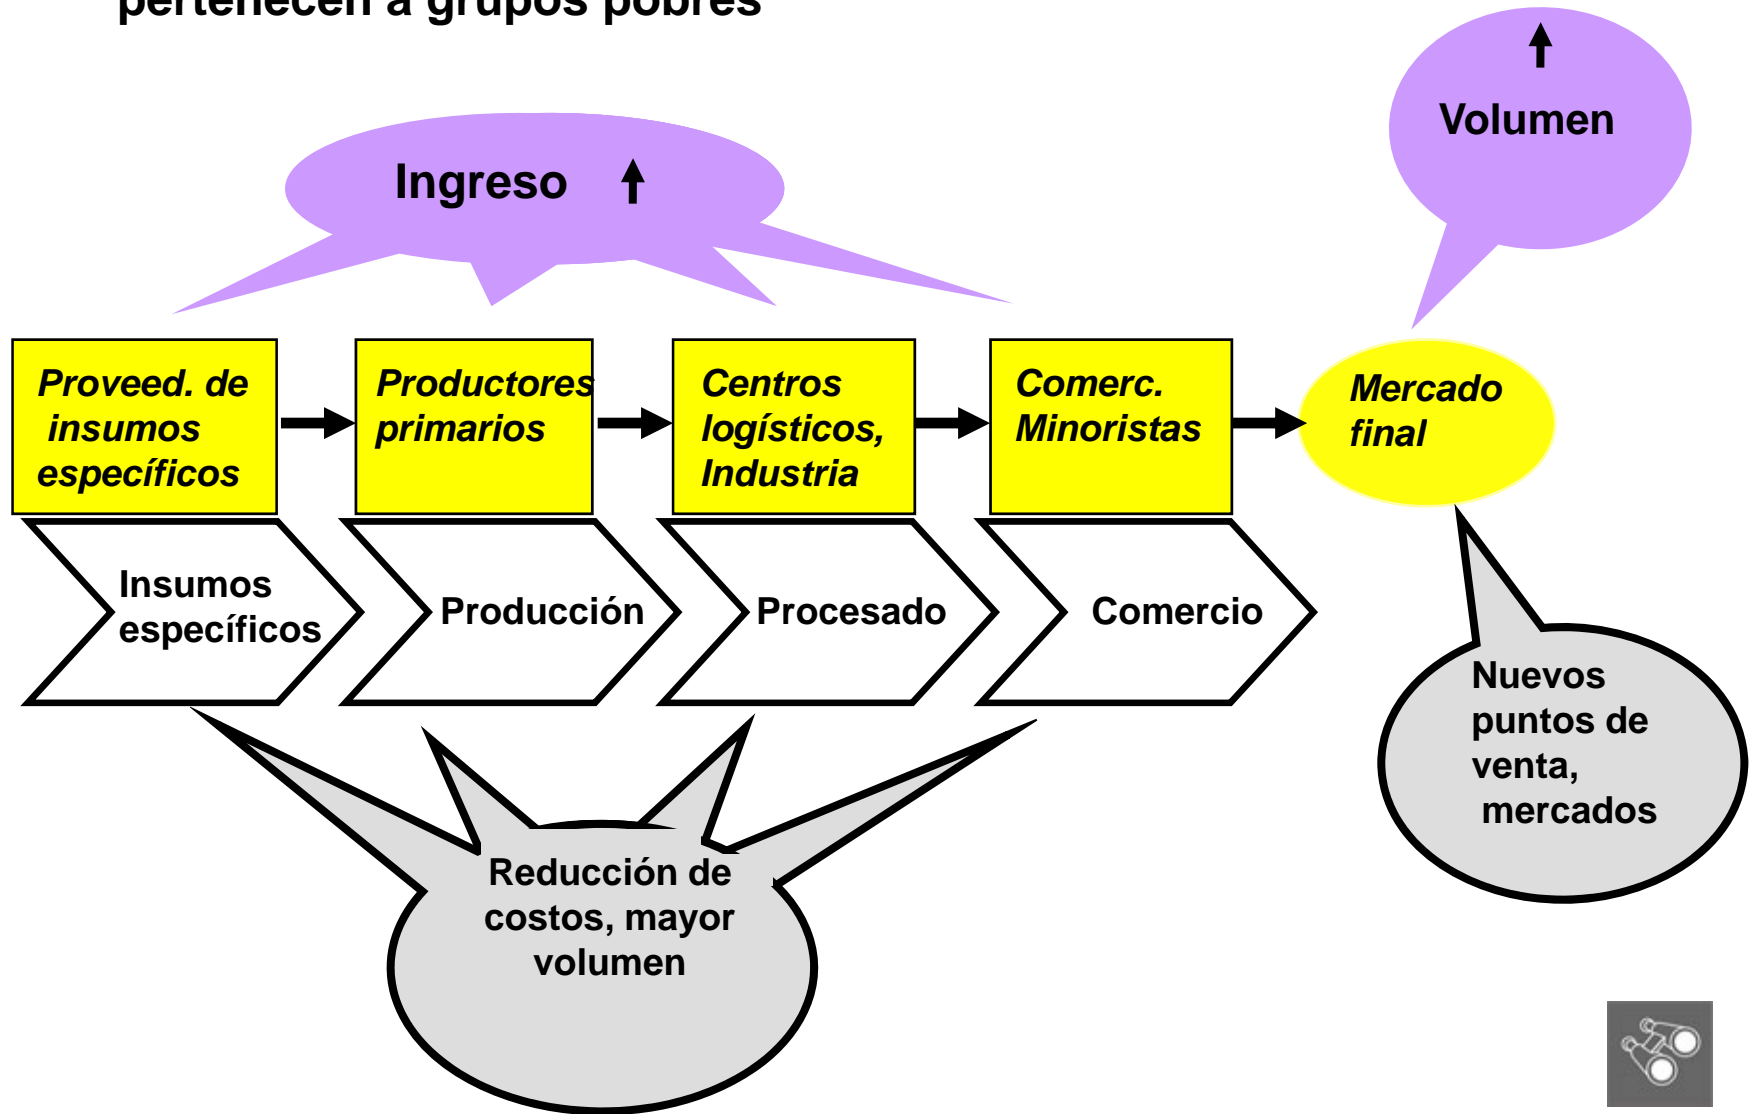 pertenecen a grupos pobres
Volumen
Ingreso
Proveed. de
insumos
específicos
Productores
primarios
Centros
logísticos,
Industria
Comerc.
Minoristas
Mercado
final
Insumos
específicos
Producción
Procesado
Comercio
Nuevos
puntos de
venta,
mercados
Reducción de
costos, mayor
volumen